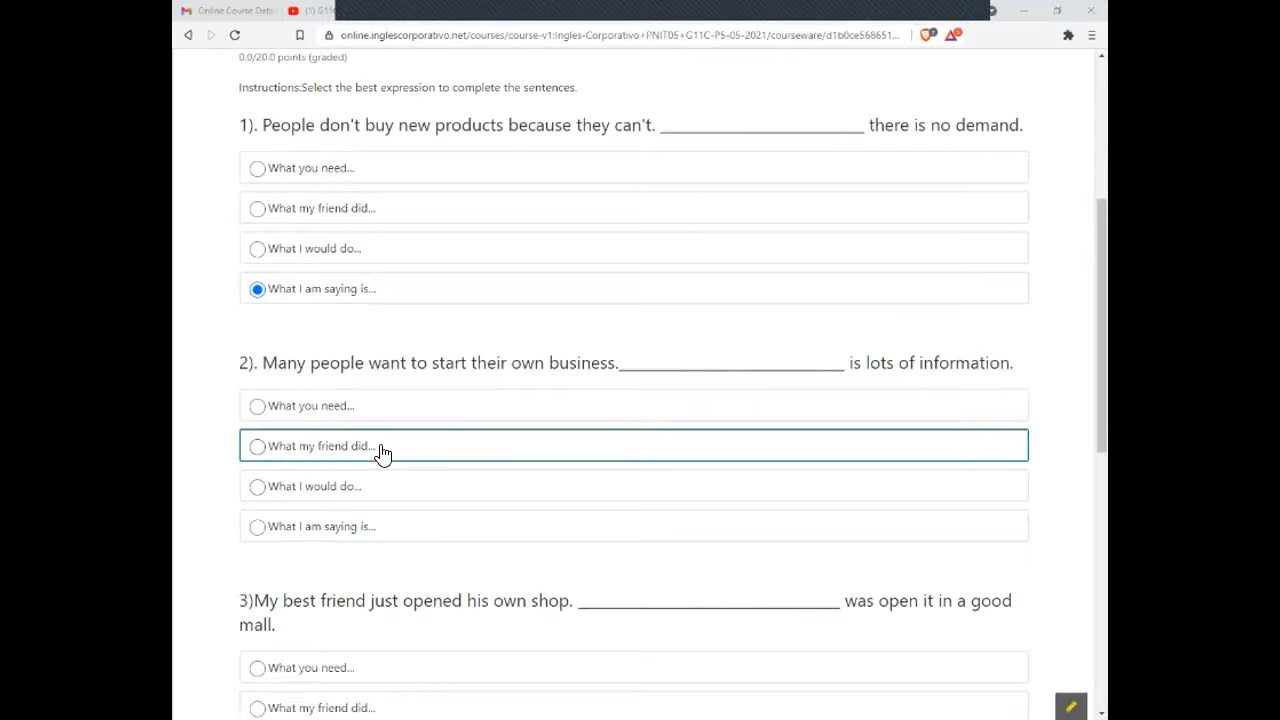 Online Course Deta
(1) G11
online.inglescorporativo.net/courses/course-v1:Ingles-Corporativo+PNIT05+G11C-P5-05-2021/courseware/d1b0ce568651...
0.0/20.0 points (graded)
Instructions:Select the best expression to complete the sentences.
1). People don't buy new products because they can't. ______________________ there is no demand.
What you need...
What my friend did...
What I would do...
What I am saying is...
2). Many people want to start their own business.________________________ is lots of information.
What you need...
What my friend did...
What I would do...
What I am saying is...
3)My best friend just opened his own shop. ____________________________ was open it in a good
mall.
What you need...
What my friend did...